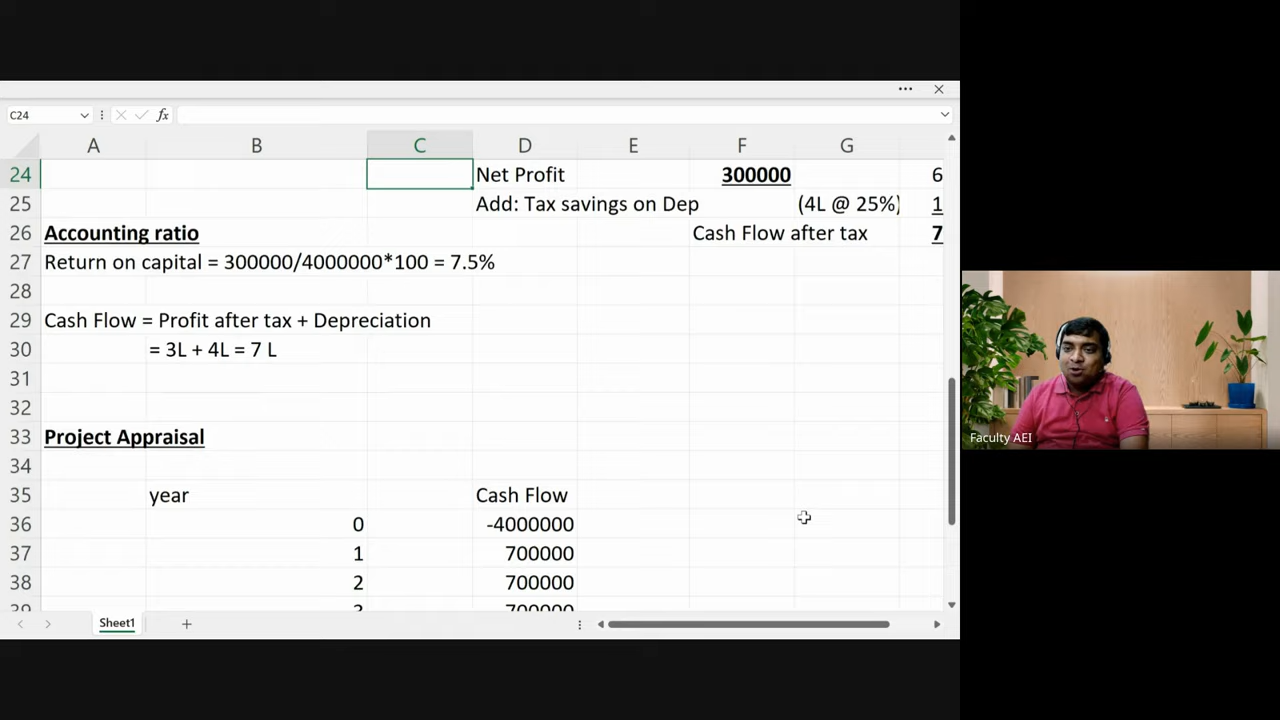 C24
fx
A B C D E F G
24 Net Profit 300000 6
25 Add: Tax savings on Dep (4L @ 25%) 1
26 Accounting ratio Cash Flow after tax 7
27 Return on capital = 300000/4000000*100 = 7.5%
28
29 Cash Flow = Profit after tax + Depreciation
30 = 3L + 4L = 7 L
31
32
33 Project Appraisal
34
35 year Cash Flow
36 0 -4000000
37 1 700000
38 2 700000
39 3 700000
Sheet1
Faculty AEI